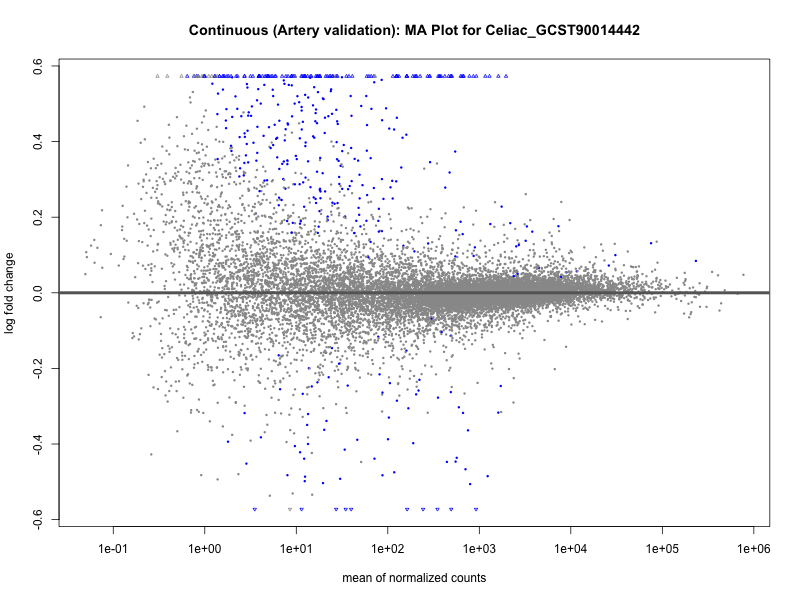 Continuous (Artery validation): MA Plot for Celiac_GCST90014442
log fold change
0.6
0.4
0.2
0.0
-0.2
-0.4
-0.6
1e-01 1e+00 1e+01 1e+02 1e+03 1e+04 1e+05 1e+06
mean of normalized counts